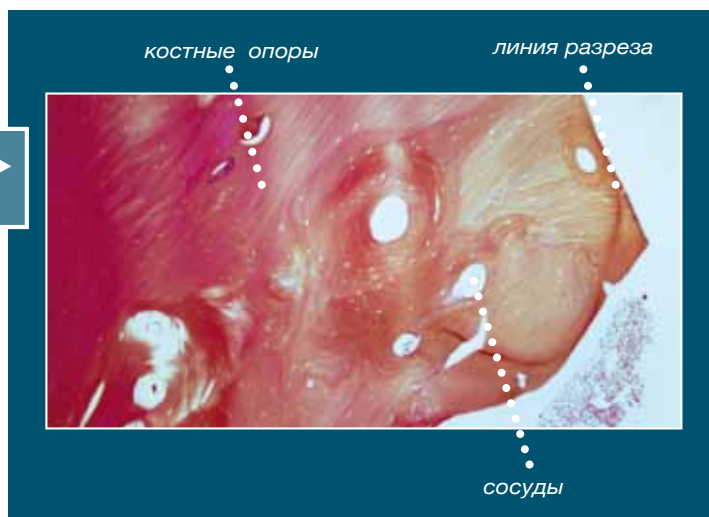 костные опоры
линия разреза
сосуды